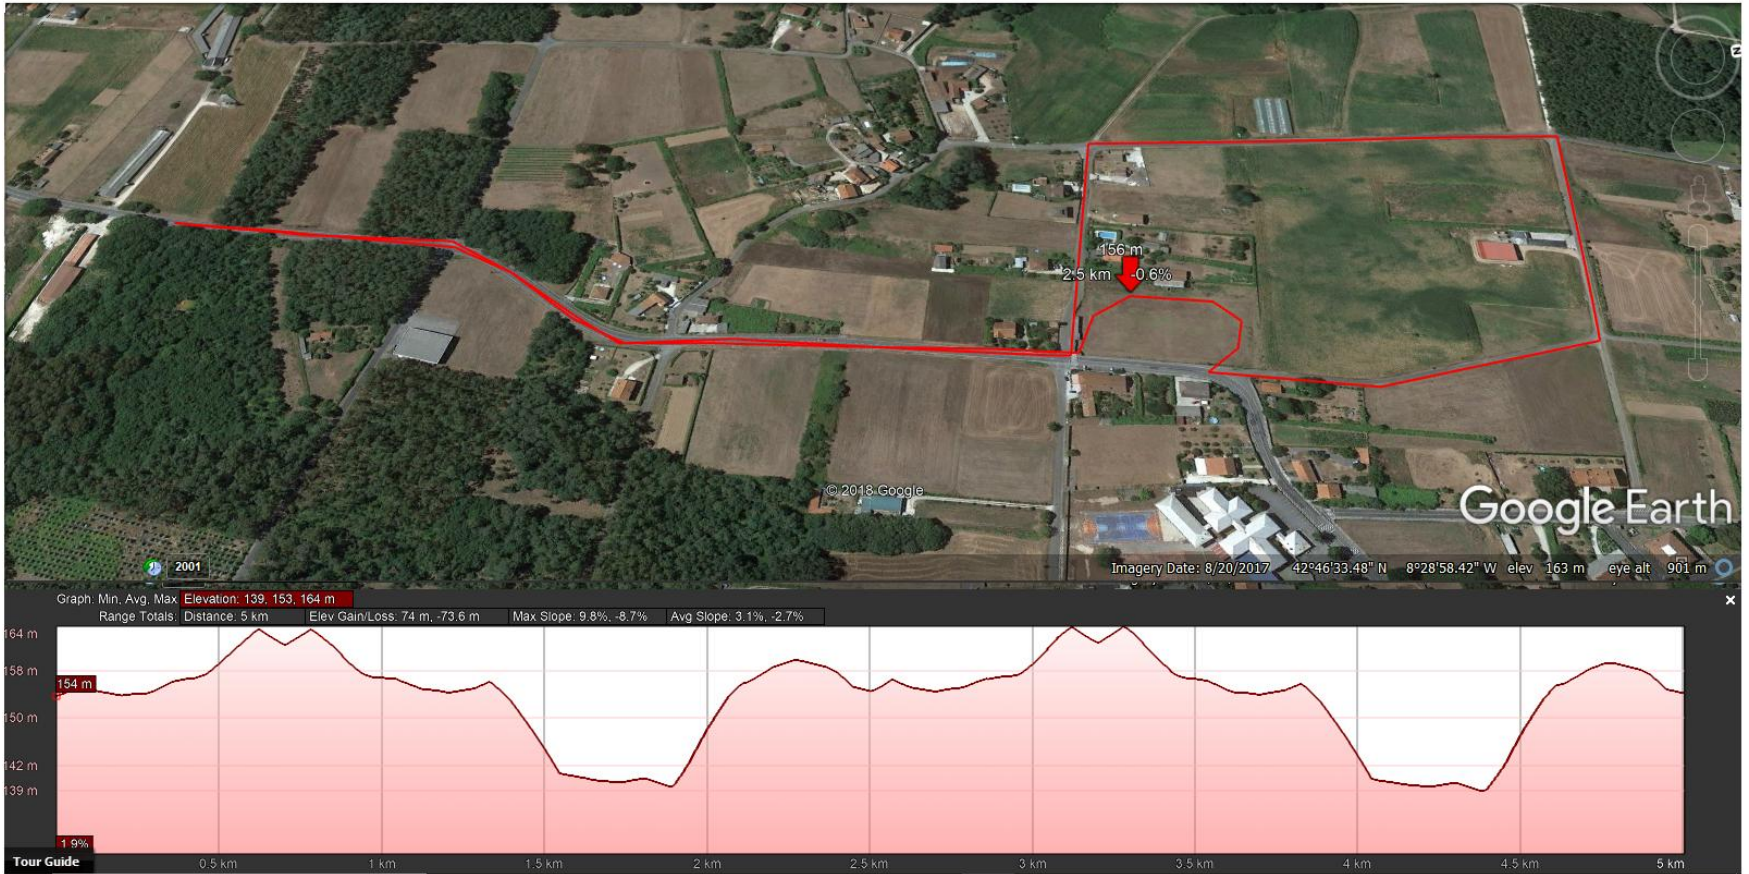 N
156 m
2.5 km -0.6%
© 2018 Google
Google Earth
2001
Imagery Date: 8/20/2017 42°46'33.48" N 8°28'58.42" W elev 163 m eye alt 901 m
Graph: Min, Avg, Max Elevation: 139, 153, 164 m
Range Totals: Distance: 5 km Elev Gain/Loss: 74 m, -73.6 m Max Slope: 9.8%, -8.7% Avg Slope: 3.1%, -2.7%
164 m
158 m
154 m
150 m
142 m
139 m
1.9%
Tour Guide
0.5 km 1 km 1.5 km 2 km 2.5 km 3 km 3.5 km 4 km 4.5 km 5 km